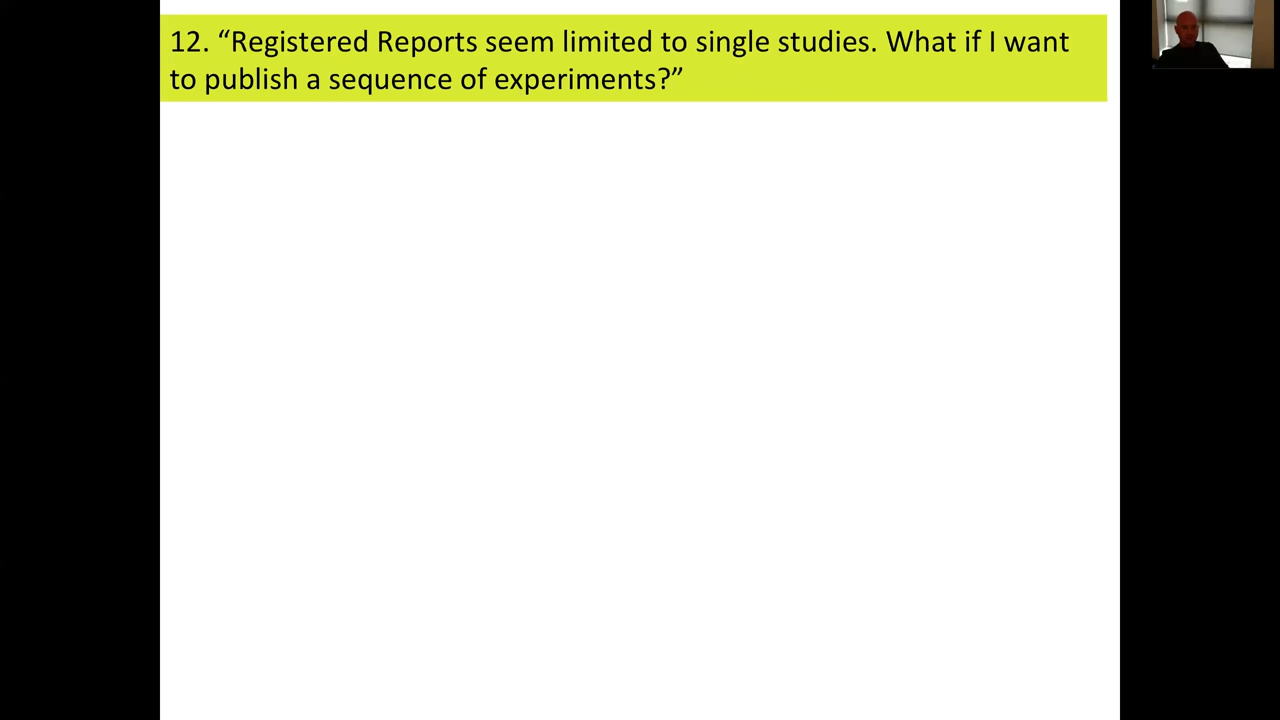 12. “Registered Reports seem limited to single studies. What if I want
to publish a sequence of experiments?”